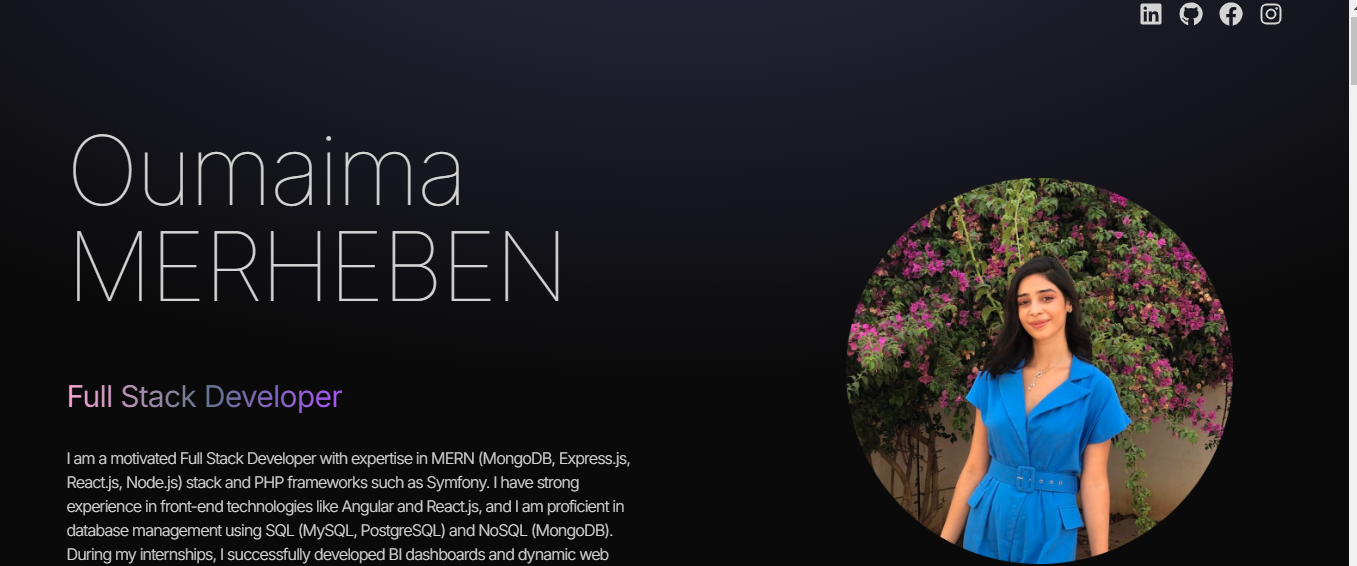 Oumaima
MERHEBEN
Full Stack Developer
I am a motivated Full Stack Developer with expertise in MERN (MongoDB, Express.js,
React.js, Node.js) stack and PHP frameworks such as Symfony. I have strong
experience in front-end technologies like Angular and React.js, and I am proficient in
database management using SQL (MySQL, PostgreSQL) and NoSQL (MongoDB).
During my internships, I successfully developed BI dashboards and dynamic web